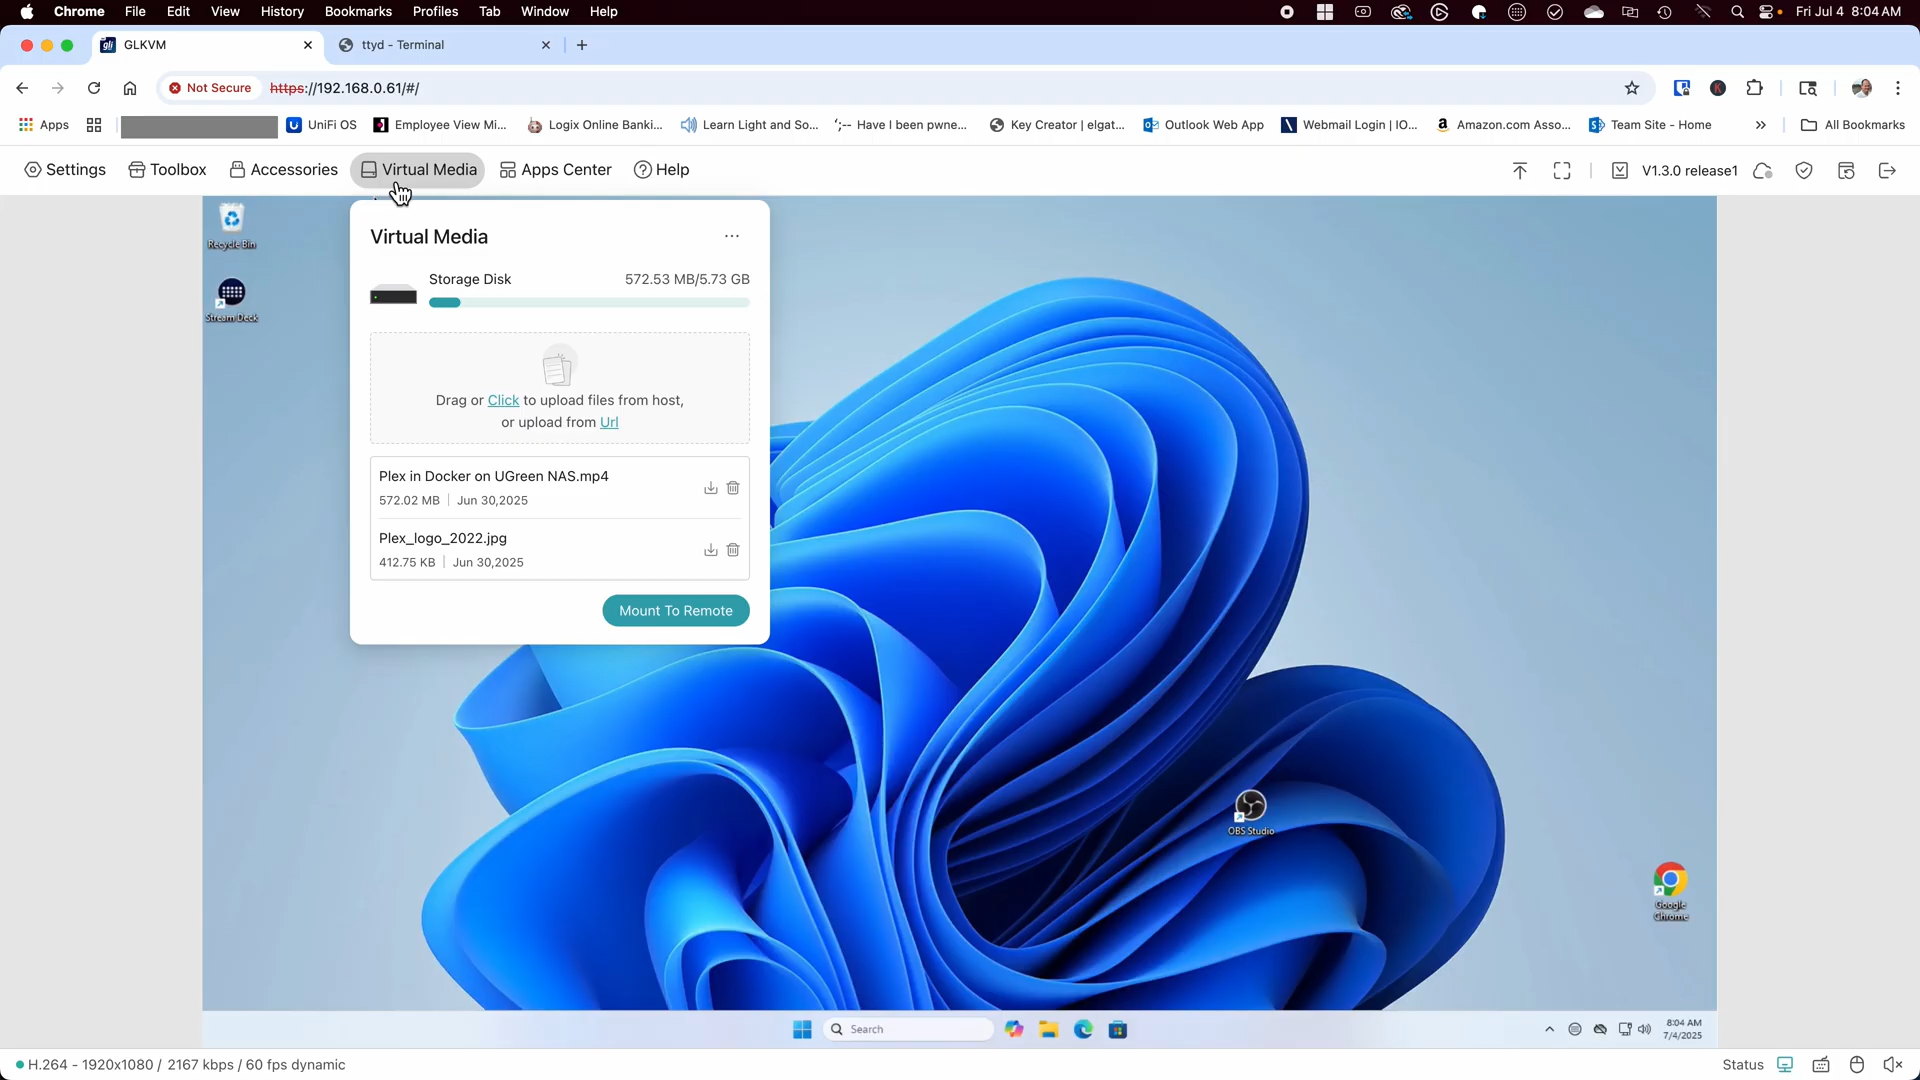 Chrome File Edit View History Bookmarks Profiles Tab Window Help Fri Jul 4 8:04 AM
GLKVM ttyd - Terminal
Not Secure https://192.168.0.61/#/
Apps UniFi OS Employee View Mi... Logix Online Banki... Learn Light and So... ';-- Have I been pwne... Key Creator | elgat... Outlook Web App Webmail Login | IO... Amazon.com Asso... Team Site - Home » All Bookmarks
Settings Toolbox Accessories Virtual Media Apps Center Help V1.3.0 release1
Recycle Bin
Stream Deck
Virtual Media ...
Storage Disk 572.53 MB/5.73 GB
Drag or Click to upload files from host,
or upload from Url
Plex in Docker on UGreen NAS.mp4
572.02 MB | Jun 30,2025
Plex_logo_2022.jpg
412.75 KB | Jun 30,2025
Mount To Remote
OBS Studio
Google
Chrome
Search
8:04 AM
7/4/2025
H.264 - 1920x1080 / 2167 kbps / 60 fps dynamic Status